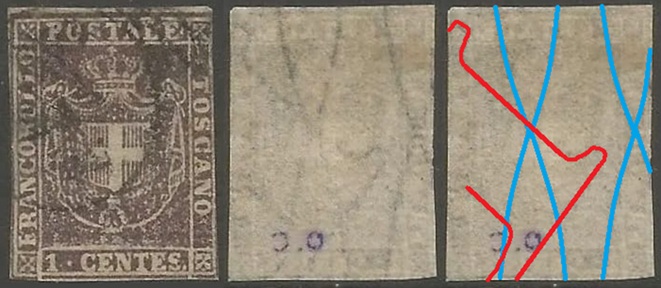 POSTALE
FRANCOBOLLO
TOSCANO
1 · CENTES.